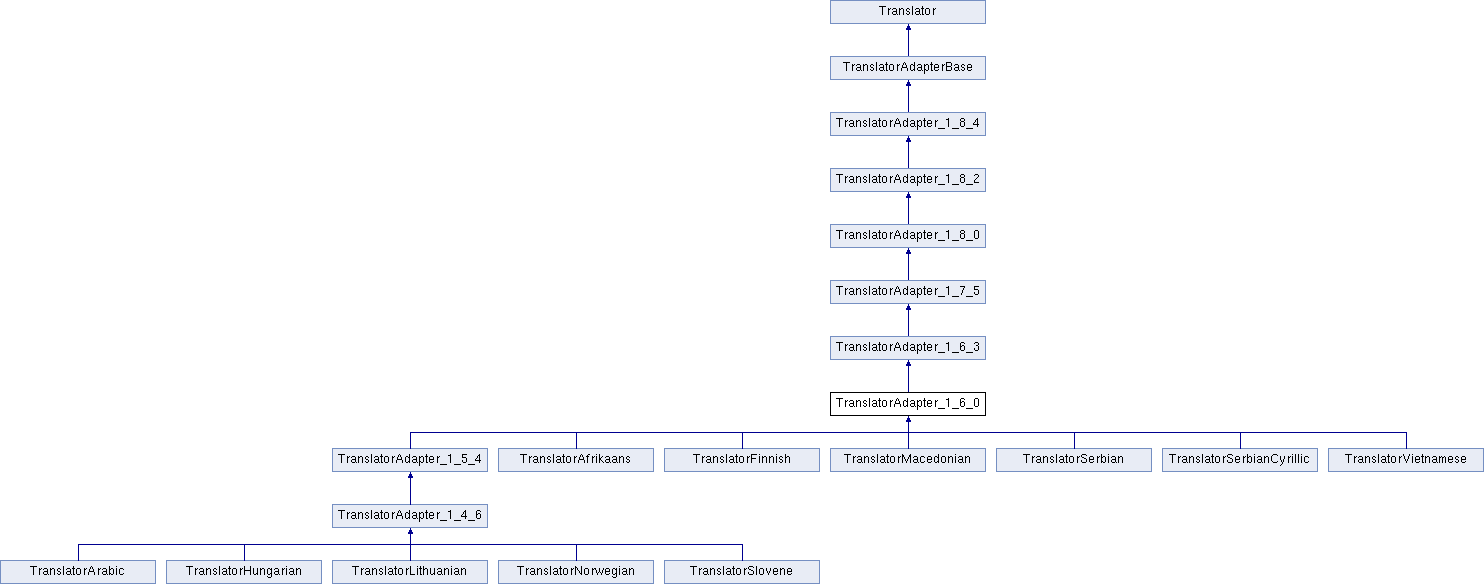 Translator
TranslatorAdapterBase
TranslatorAdapter_1_8_4
TranslatorAdapter_1_8_2
TranslatorAdapter_1_8_0
TranslatorAdapter_1_7_5
TranslatorAdapter_1_6_3
TranslatorAdapter_1_6_0
TranslatorAdapter_1_5_4 TranslatorAfrikaans TranslatorFinnish TranslatorMacedonian TranslatorSerbian TranslatorSerbianCyrillic TranslatorVietnamese
TranslatorAdapter_1_4_6
TranslatorArabic TranslatorHungarian TranslatorLithuanian TranslatorNorwegian TranslatorSlovene